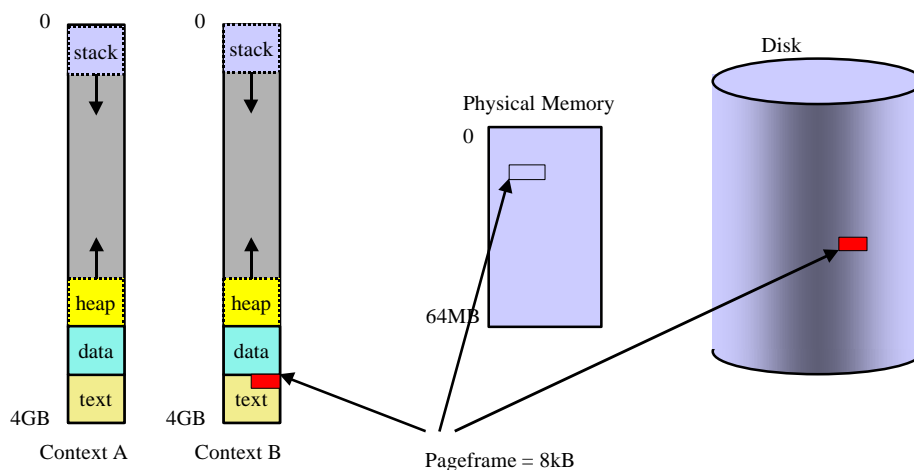 0
stack
heap
data
text
4GB
Context A
0
stack
heap
data
text
4GB
Context B
Physical Memory
0
64MB
Disk
Pageframe = 8kB